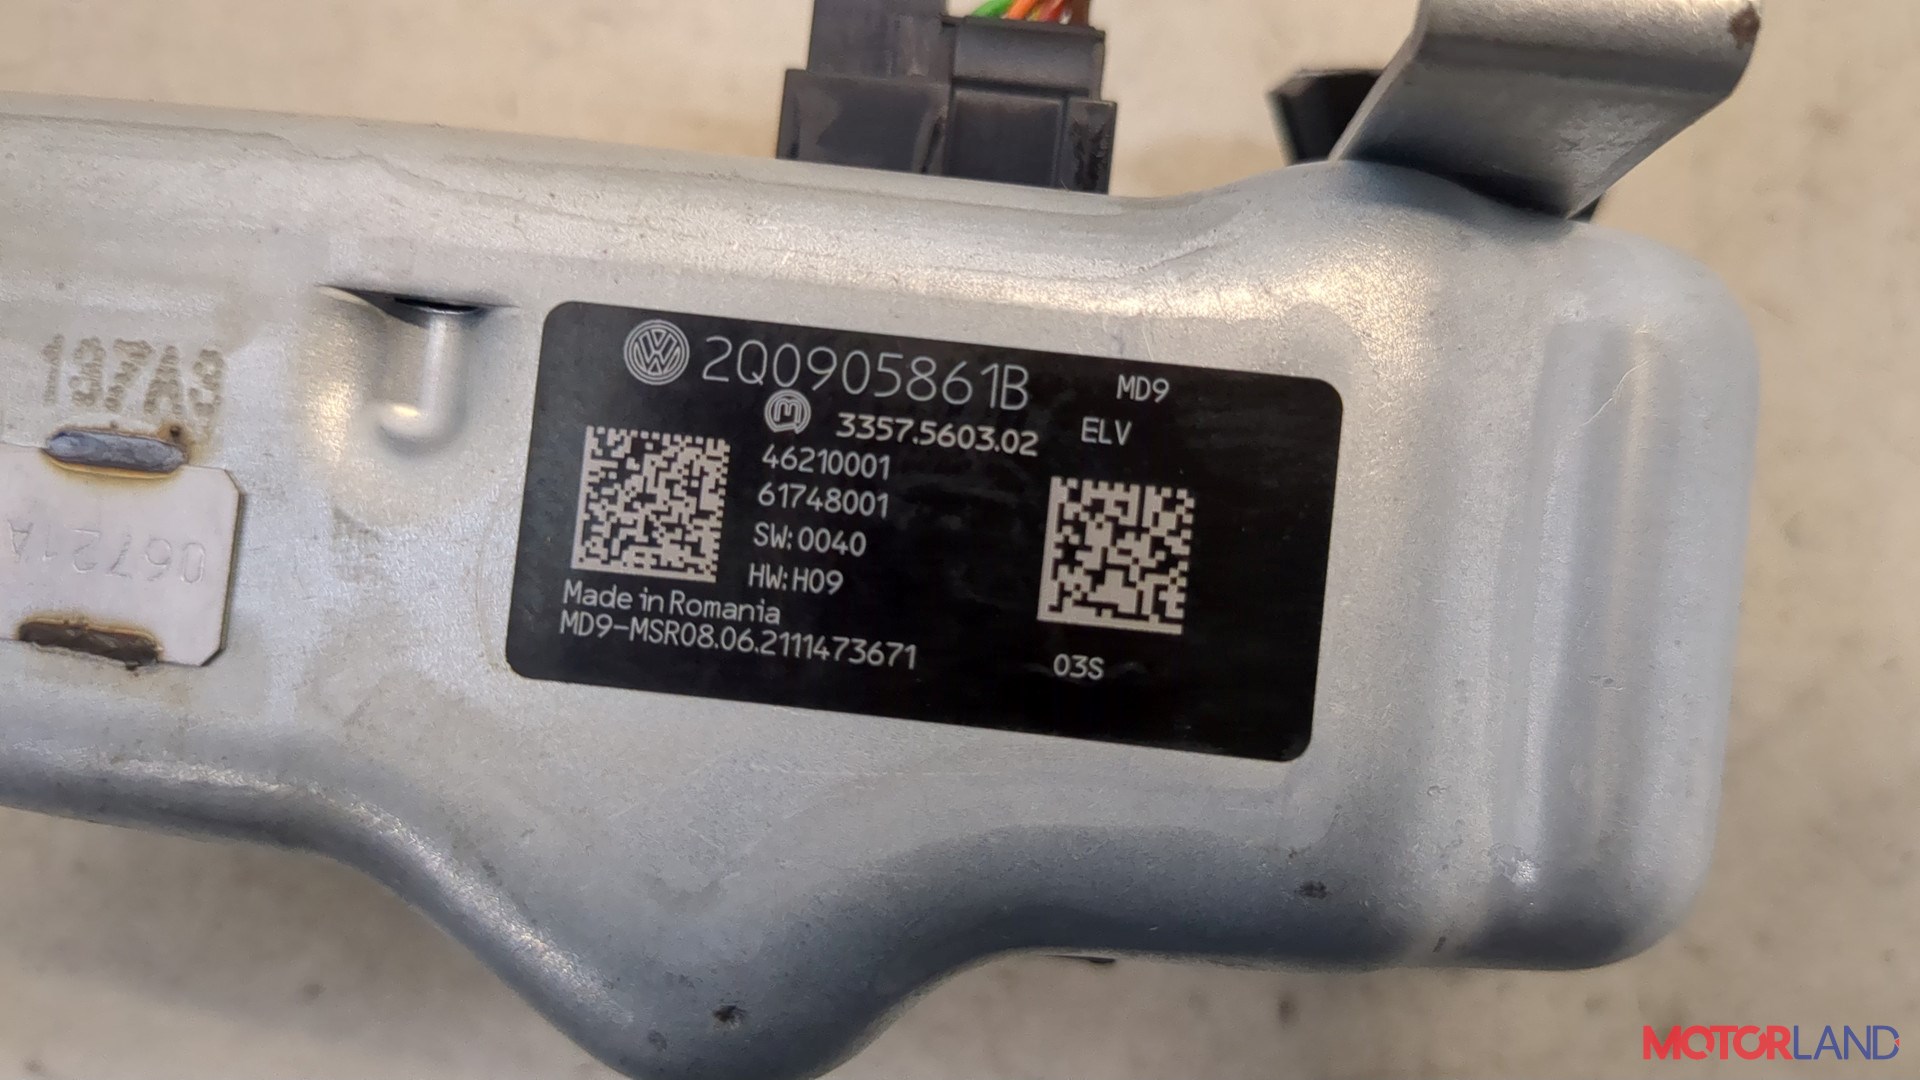 2Q0905861B
MD9
3357.5603.02
ELV
46210001
61748001
SW:0040
HW:H09
Made in Romania
MD9-MSR08.06.2111473671
03S
06721A
MOTORLAND